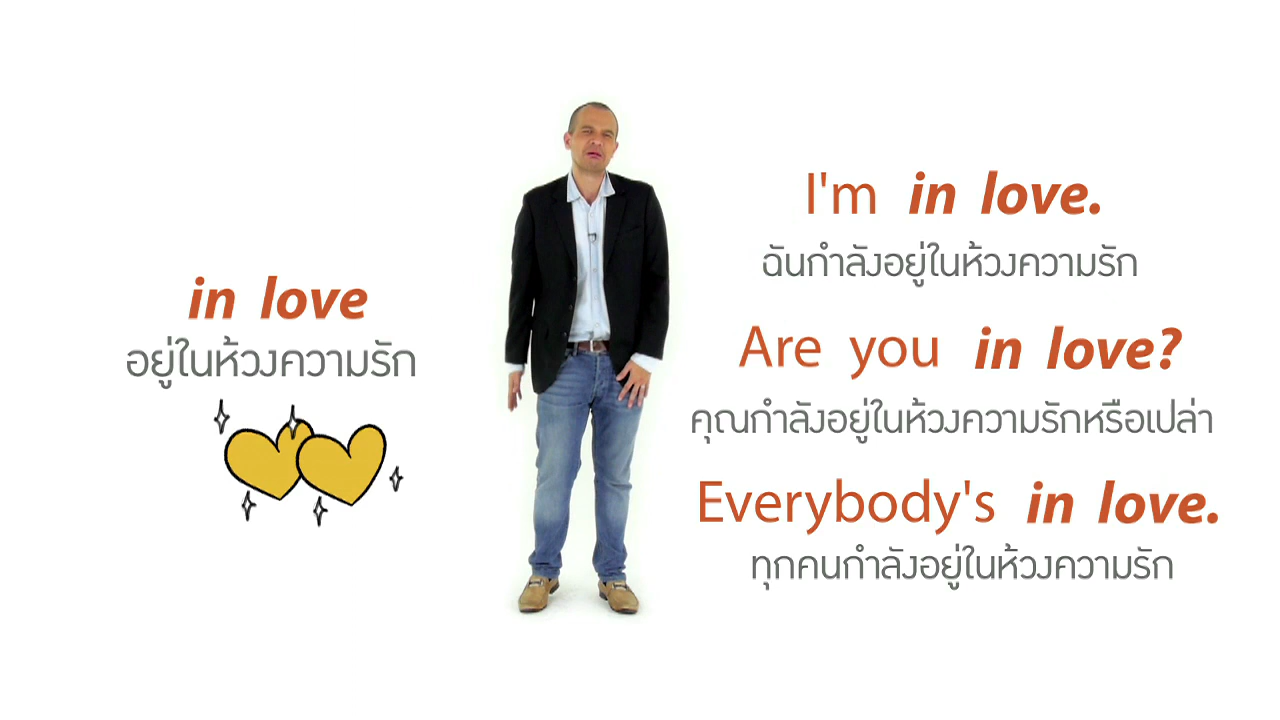 in love
อยู่ในห้วงความรัก
I'm in love.
ฉันกำลังอยู่ในห้วงความรัก
Are you in love?
คุณกำลังอยู่ในห้วงความรักหรือเปล่า
Everybody's in love.
ทุกคนกำลังอยู่ในห้วงความรัก